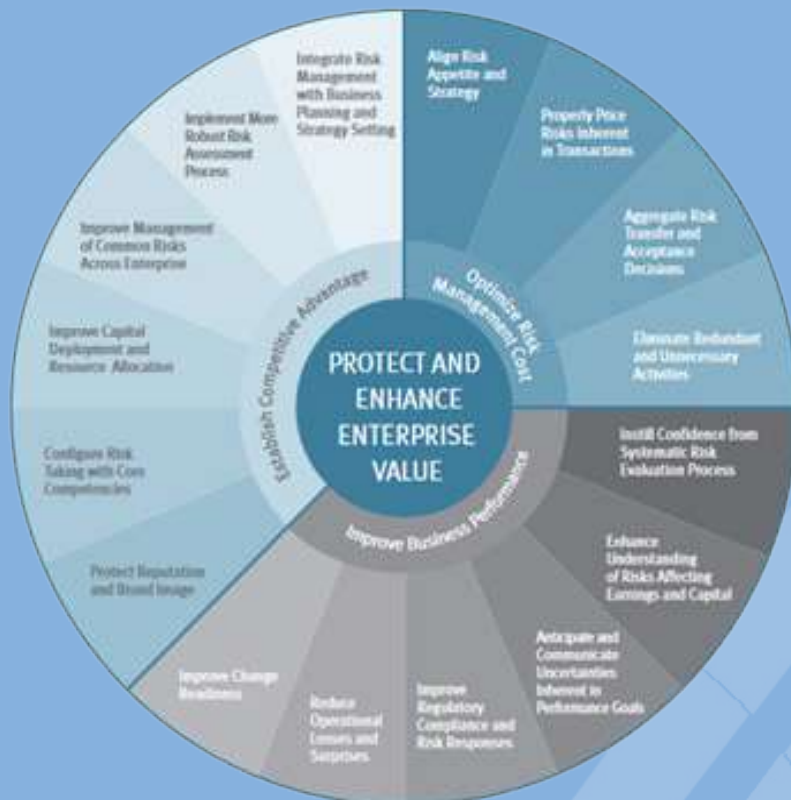 PROTECT AND
ENHANCE
ENTERPRISE
VALUE
Optimize Risk
Management Cost
Align Risk
Appetite and
Strategy
Properly Price
Risks Inherent
in Transactions
Aggregate Risk
Transfer and
Acceptance
Decisions
Eliminate Redundant
and Unnecessary
Activities
Improve Business Performance
Instill Confidence from
Systematic Risk
Evaluation Process
Enhance
Understanding
of Risks Affecting
Earnings and Capital
Anticipate and
Communicate
Uncertainties
Inherent in
Performance Goals
Improve
Regulatory
Compliance and
Risk Responses
Reduce
Operational
Losses and
Surprises
Improve Change
Readiness
Establish Competitive Advantage
Protect Reputation
and Brand Image
Configure Risk
Taking with Core
Competencies
Improve Capital
Deployment and
Resource Allocation
Improve Management
of Common Risks
Across Enterprise
Implement More
Robust Risk
Assessment
Process
Integrate Risk
Management
with Business
Planning and
Strategy Setting